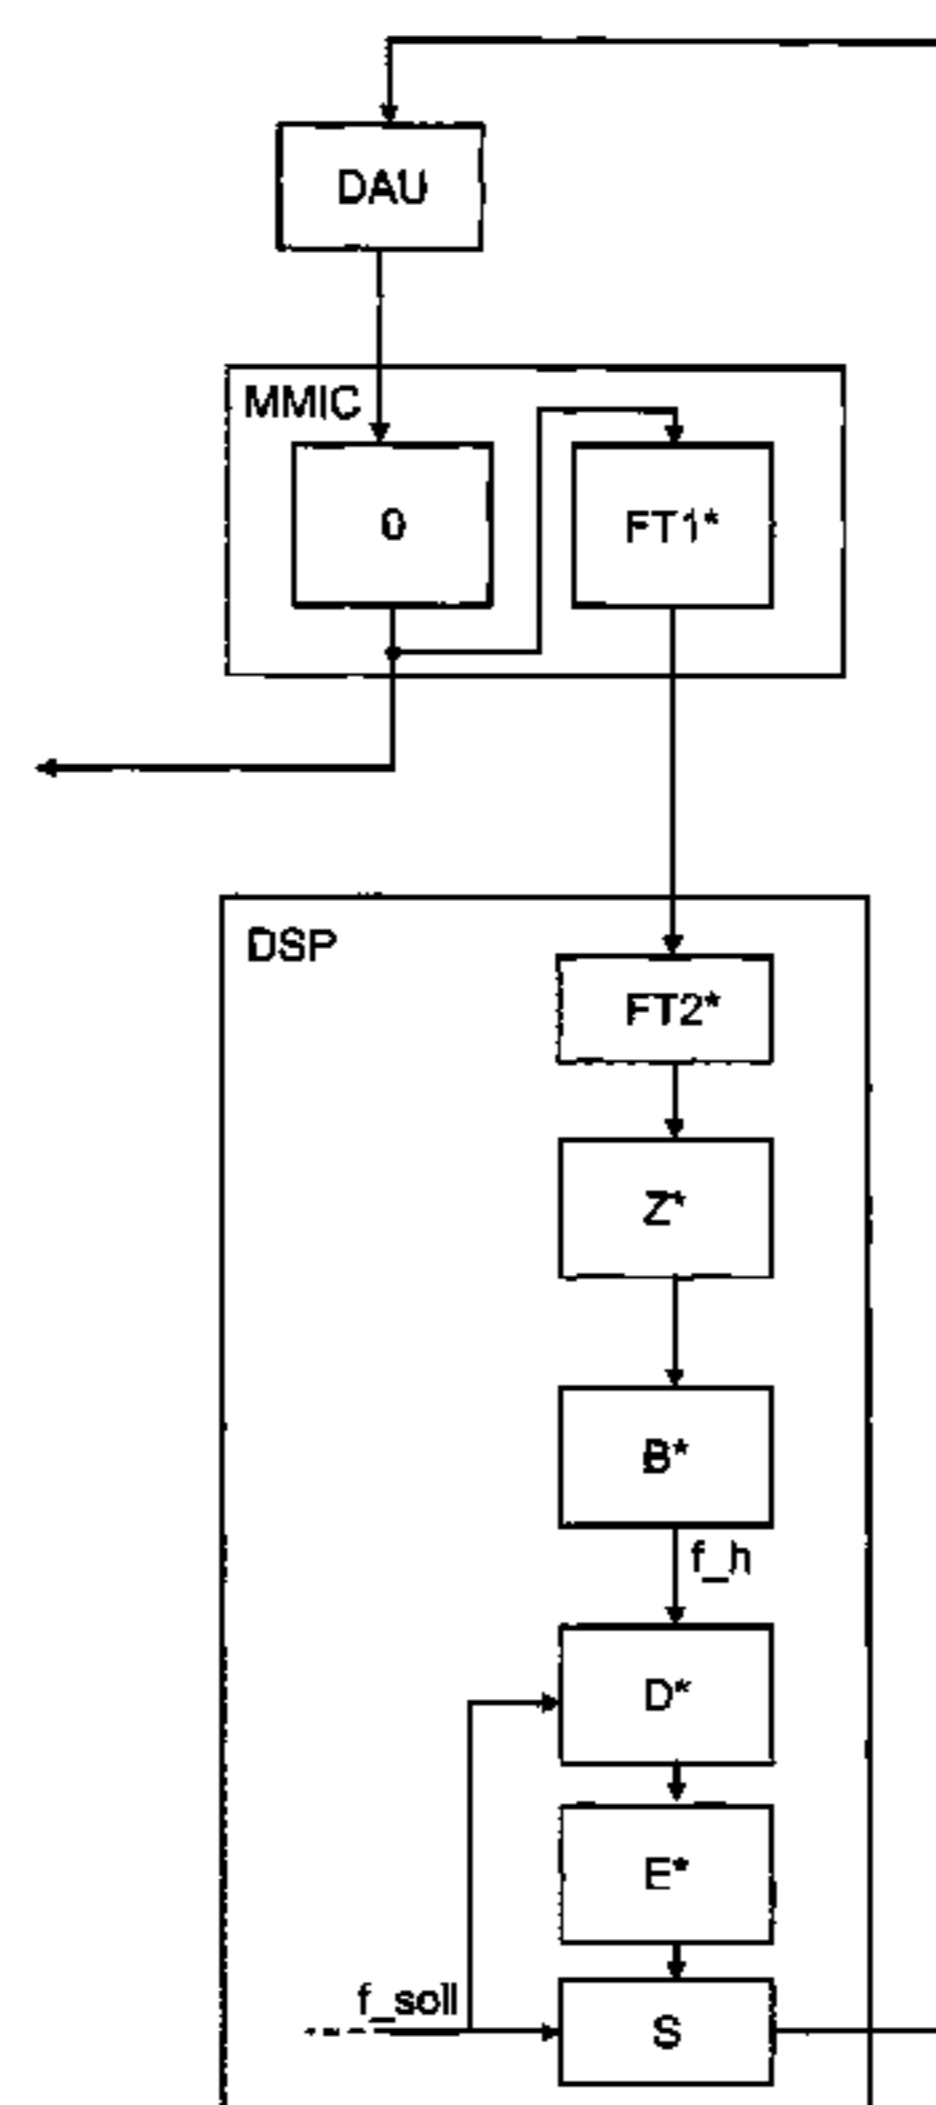 DAU
MMIC
0
FT1*
DSP
FT2*
Z*
B*
f_h
D*
E*
f_soll
S